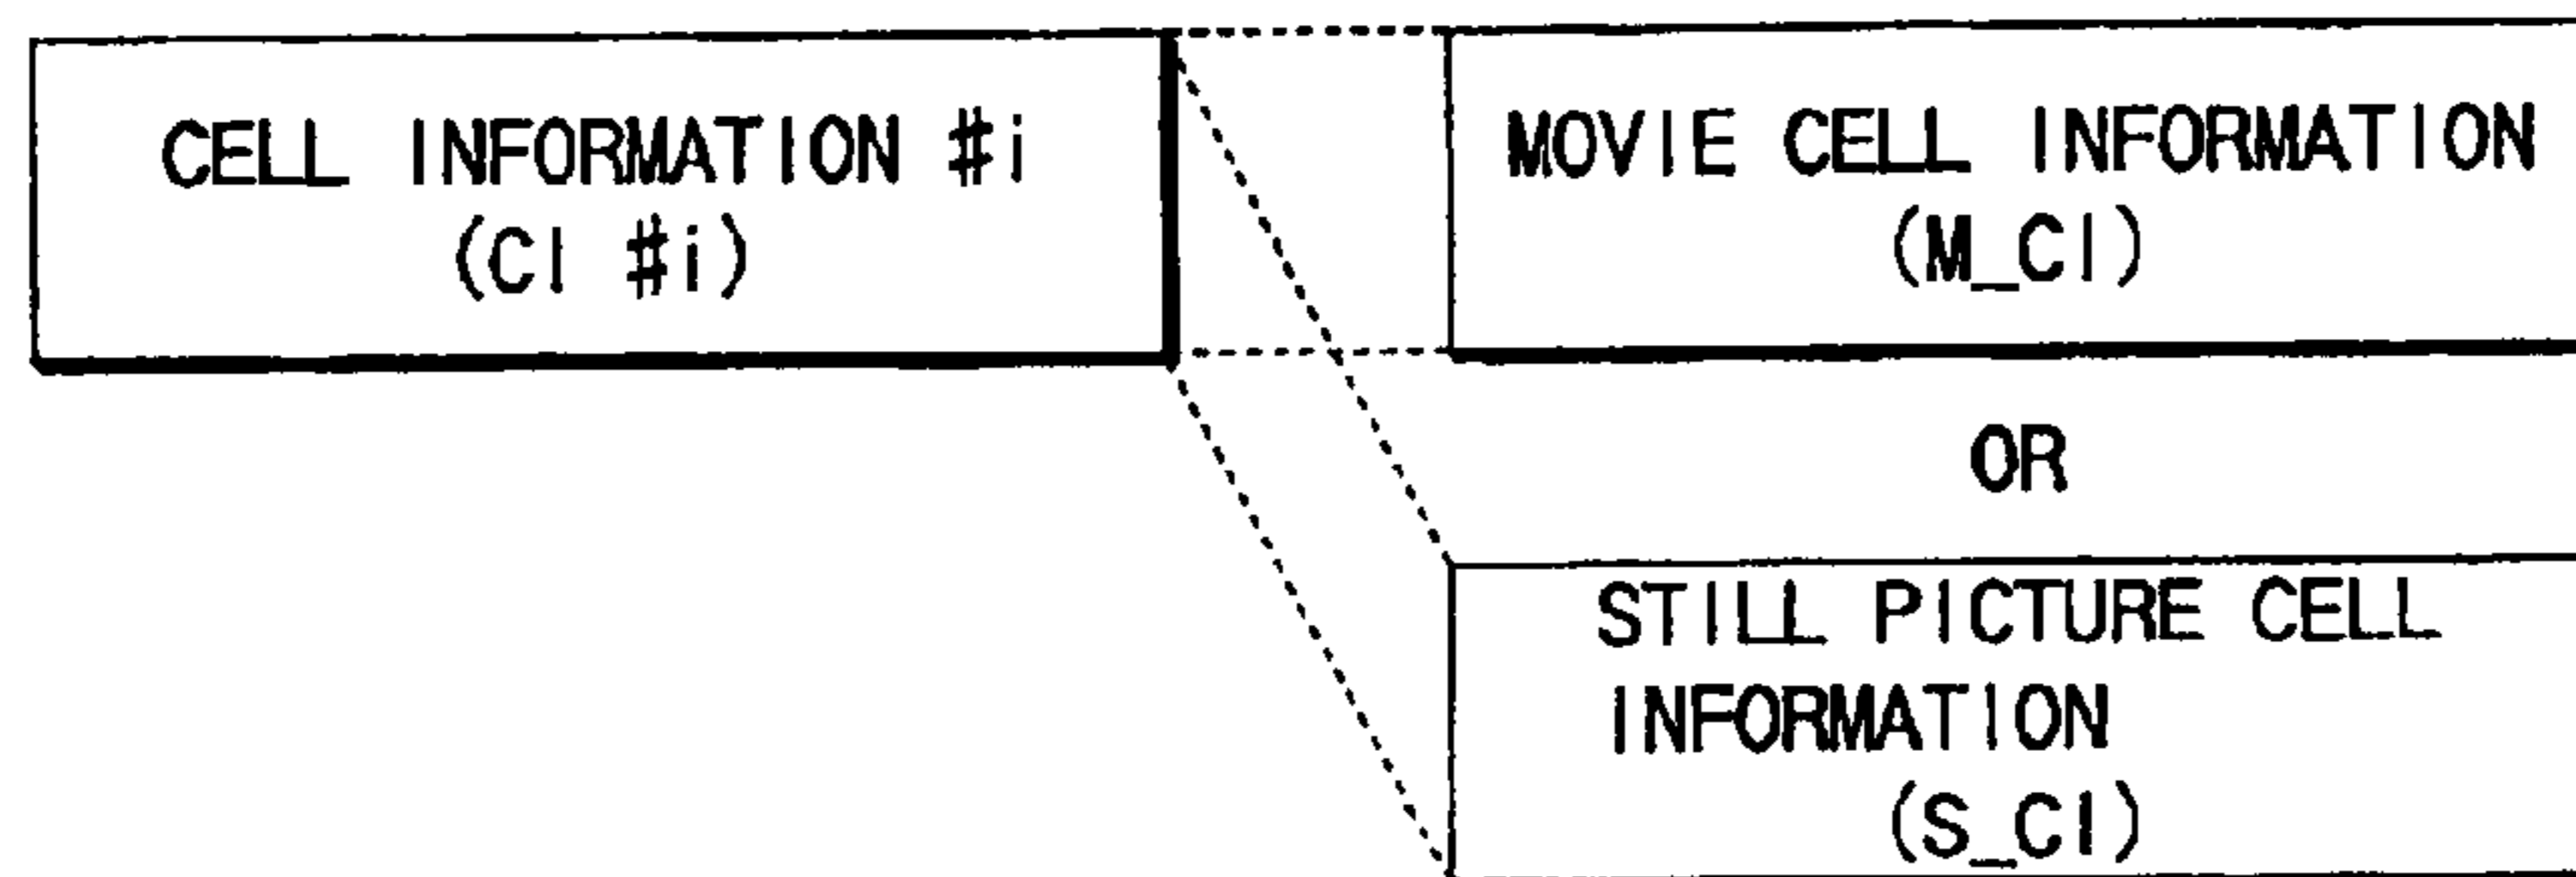 CELL INFORMATION #i
(CI #i)
MOVIE CELL INFORMATION
(M_CI)
OR
STILL PICTURE CELL
INFORMATION
(S_CI)